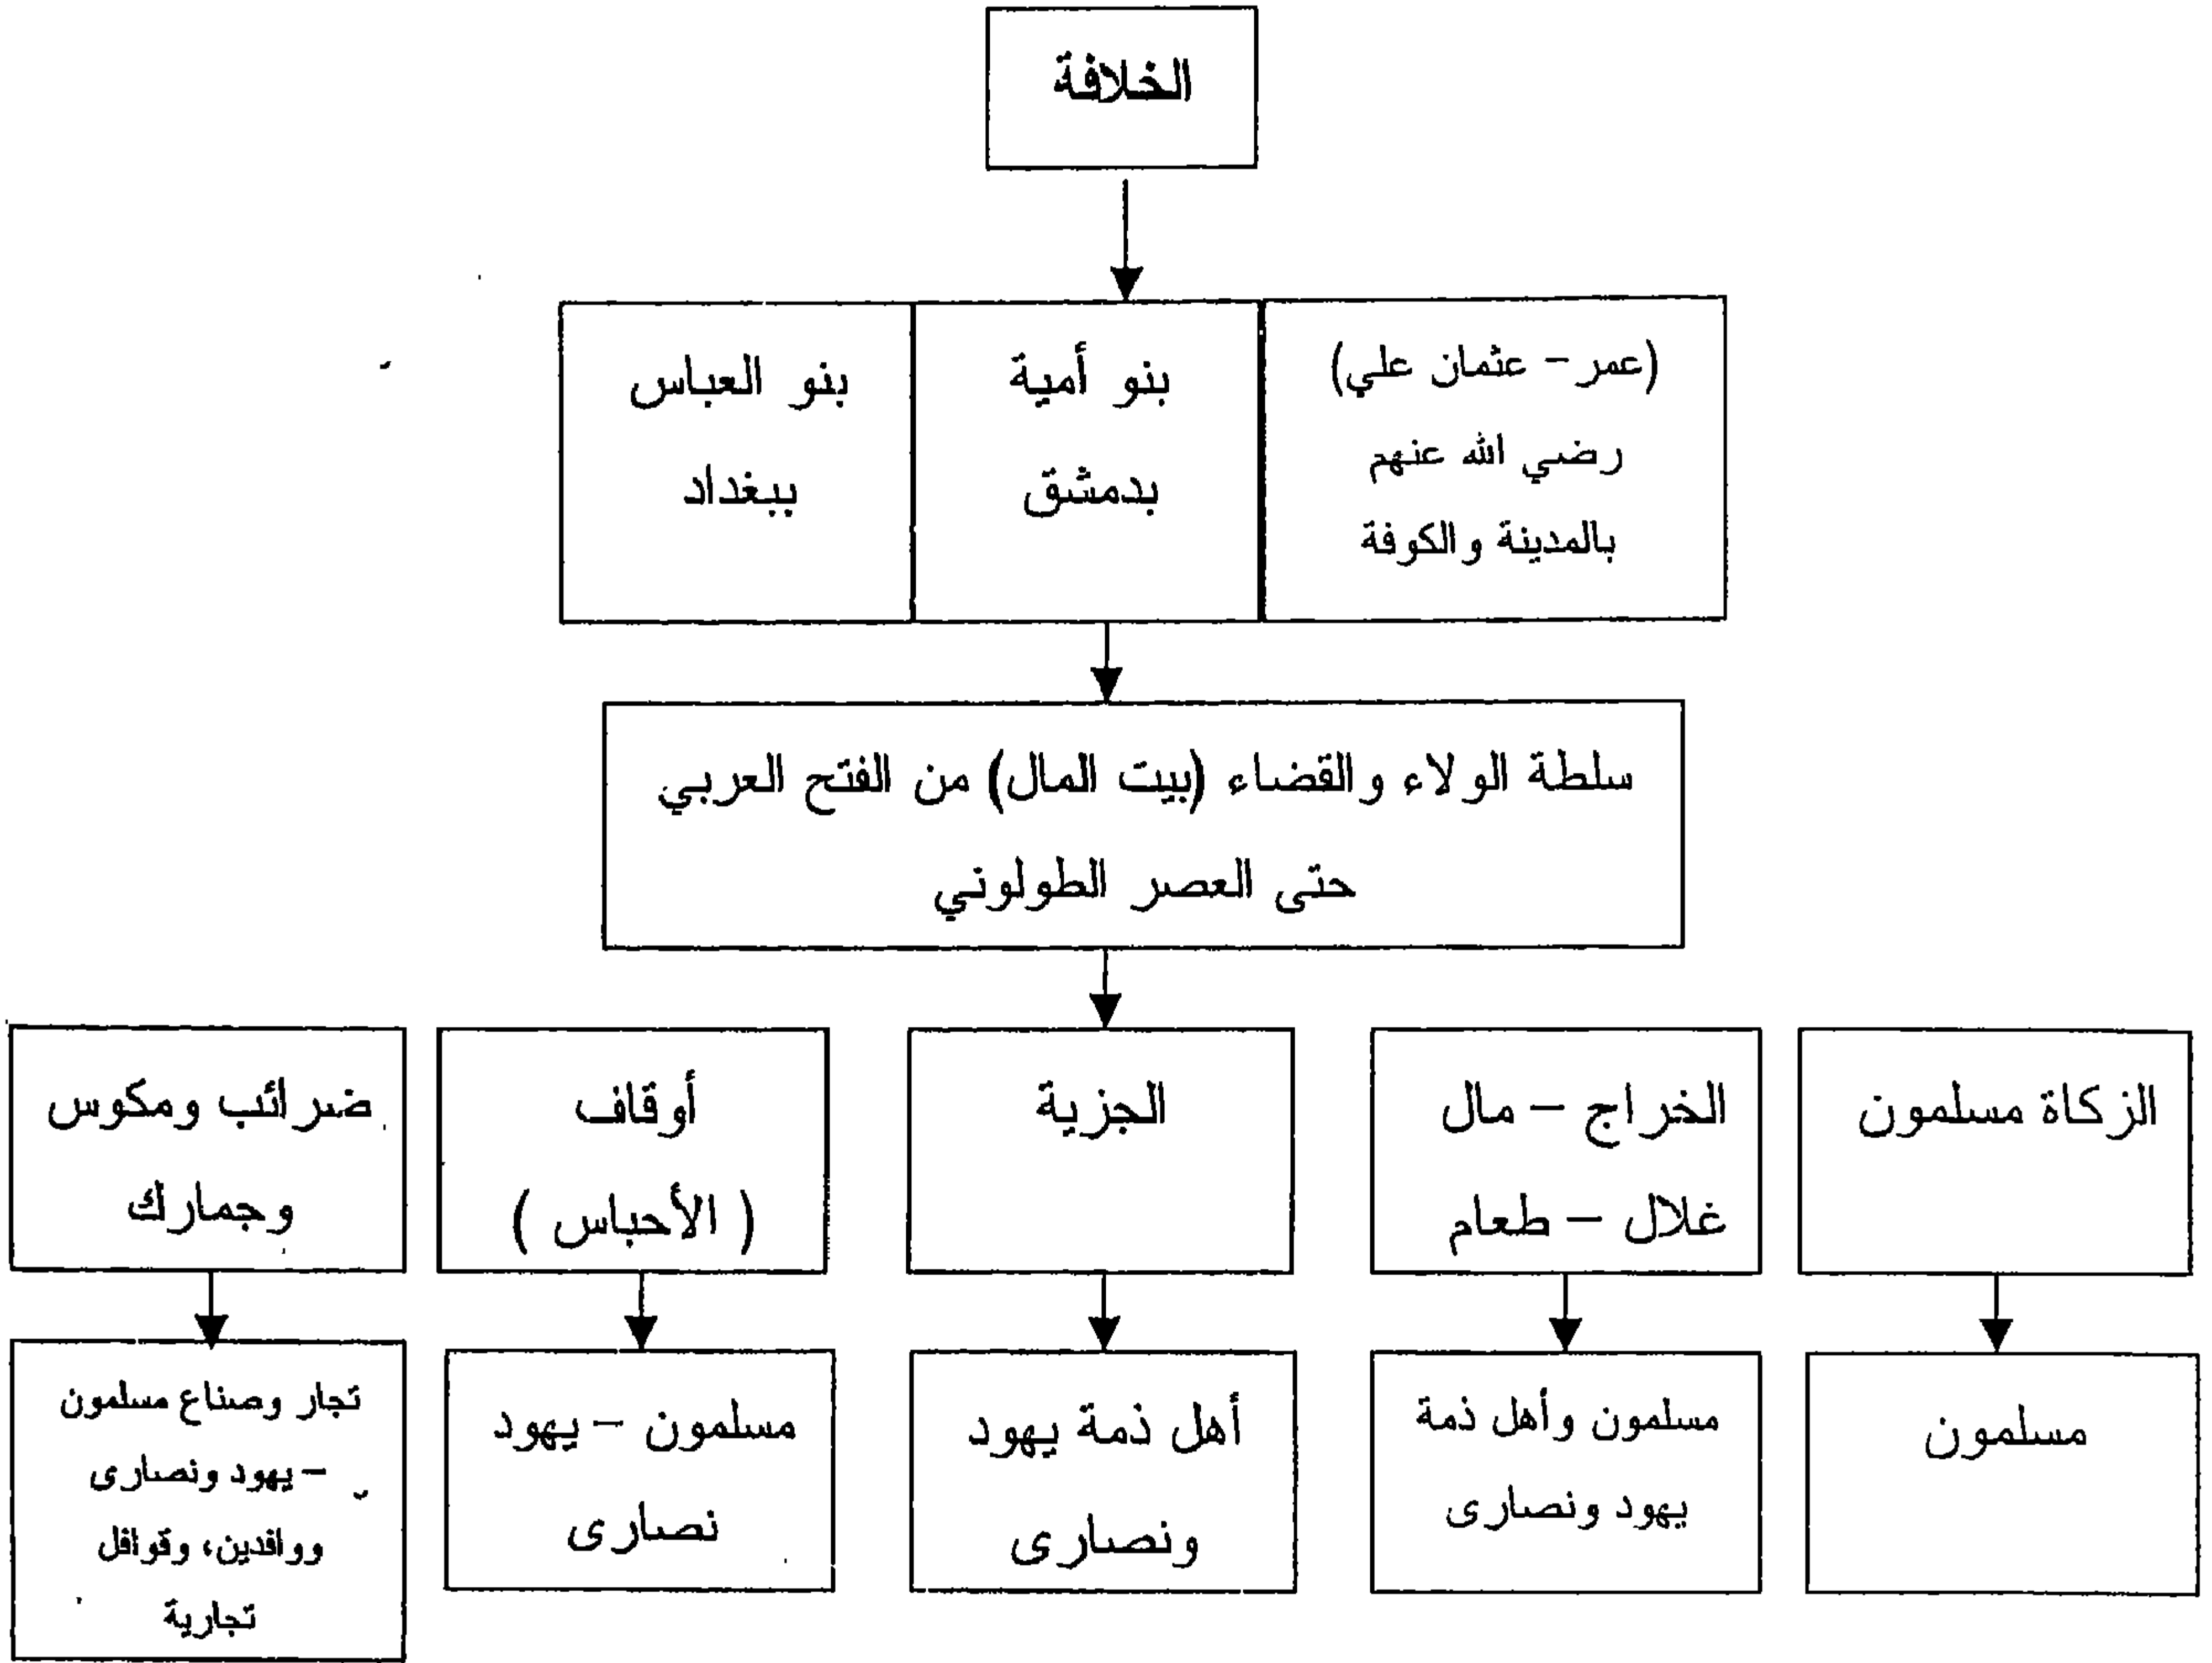 الخلافة
(عمر – عثمان علي)
رضي الله عنهم
بالمدينة والكوفة
بنو أمية
بدمشق
بنو العباس
ببغداد
سلطة الولاء والقضاء (بيت المال) من الفتح العربي
حتى العصر الطولوني
الزكاة مسلمون
الخراج – مال
غلال – طعام
الجزية
أوقاف
( الأحباس )
ضرائب ومكوس
وجمارك
مسلمون
مسلمون وأهل ذمة
يهود ونصارى
أهل ذمة يهود
ونصارى
مسلمون – يهود
نصارى
تجار وصناع مسلمون
– يهود ونصارى
ووافدين، وقوافل
تجارية